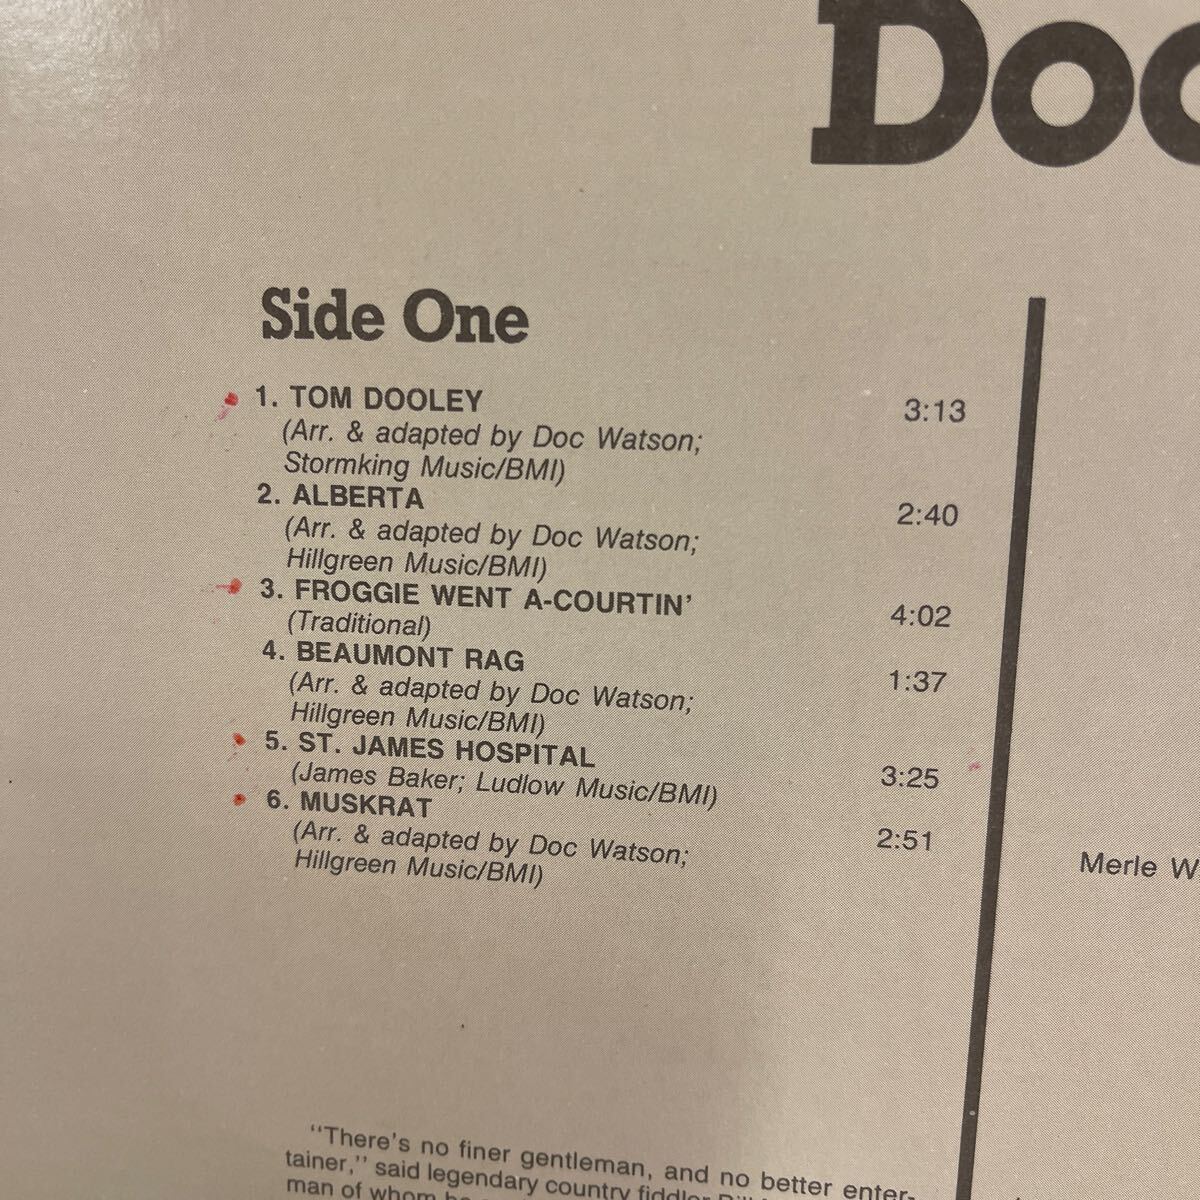 Doc
Side One
1. TOM DOOLEY 3:13
(Arr. & adapted by Doc Watson;
Stormking Music/BMI)
2. ALBERTA 2:40
(Arr. & adapted by Doc Watson;
Hillgreen Music/BMI)
3. FROGGIE WENT A-COURTIN’ 4:02
(Traditional)
4. BEAUMONT RAG 1:37
(Arr. & adapted by Doc Watson;
Hillgreen Music/BMI)
5. ST. JAMES HOSPITAL 3:25
(James Baker; Ludlow Music/BMI)
6. MUSKRAT 2:51
(Arr. & adapted by Doc Watson;
Hillgreen Music/BMI)
Merle W
“There’s no finer gentleman, and no better enter-
tainer,” said legendary country fiddler
man of whom